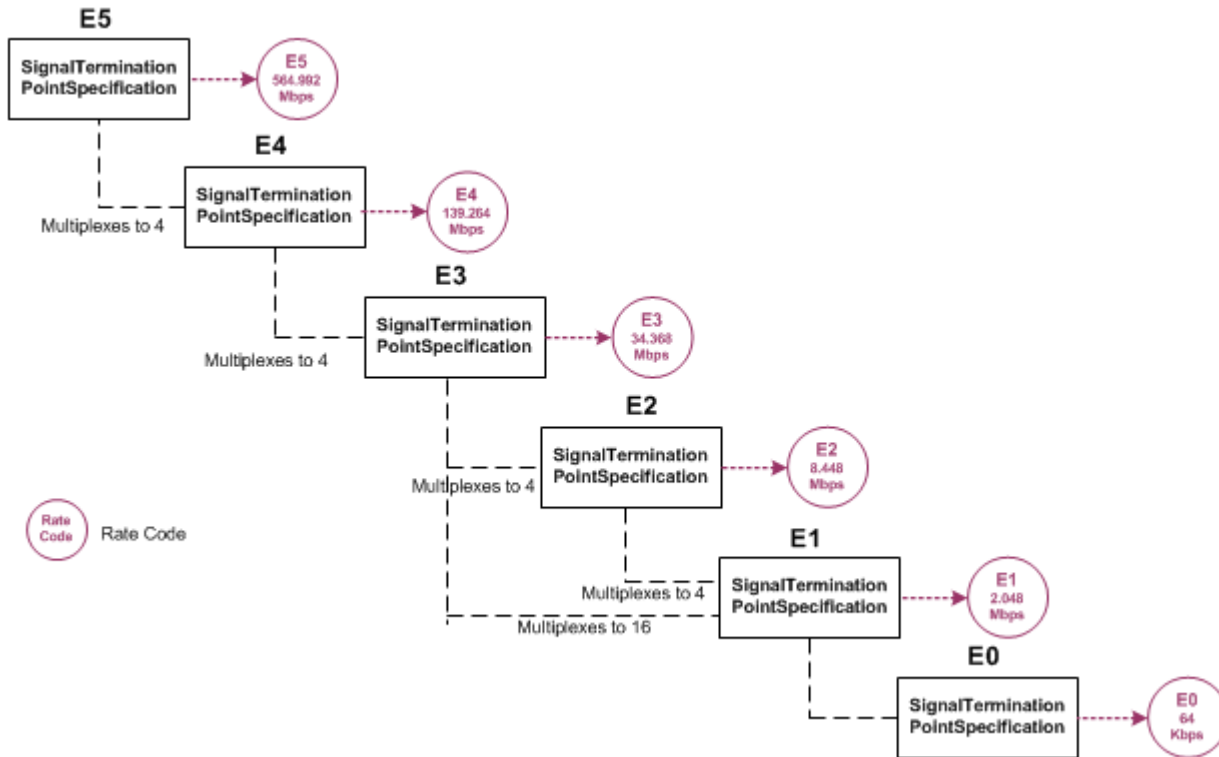 E5
SignalTermination
PointSpecification
E5
564.992
Mbps
E4
SignalTermination
PointSpecification
E4
139.264
Mbps
Multiplexes to 4
E3
SignalTermination
PointSpecification
E3
34.368
Mbps
Multiplexes to 4
E2
SignalTermination
PointSpecification
E2
8.448
Mbps
Multiplexes to 4
Rate
Code
Rate Code
E1
SignalTermination
PointSpecification
E1
2.048
Mbps
Multiplexes to 4
Multiplexes to 16
E0
SignalTermination
PointSpecification
E0
64
Kbps